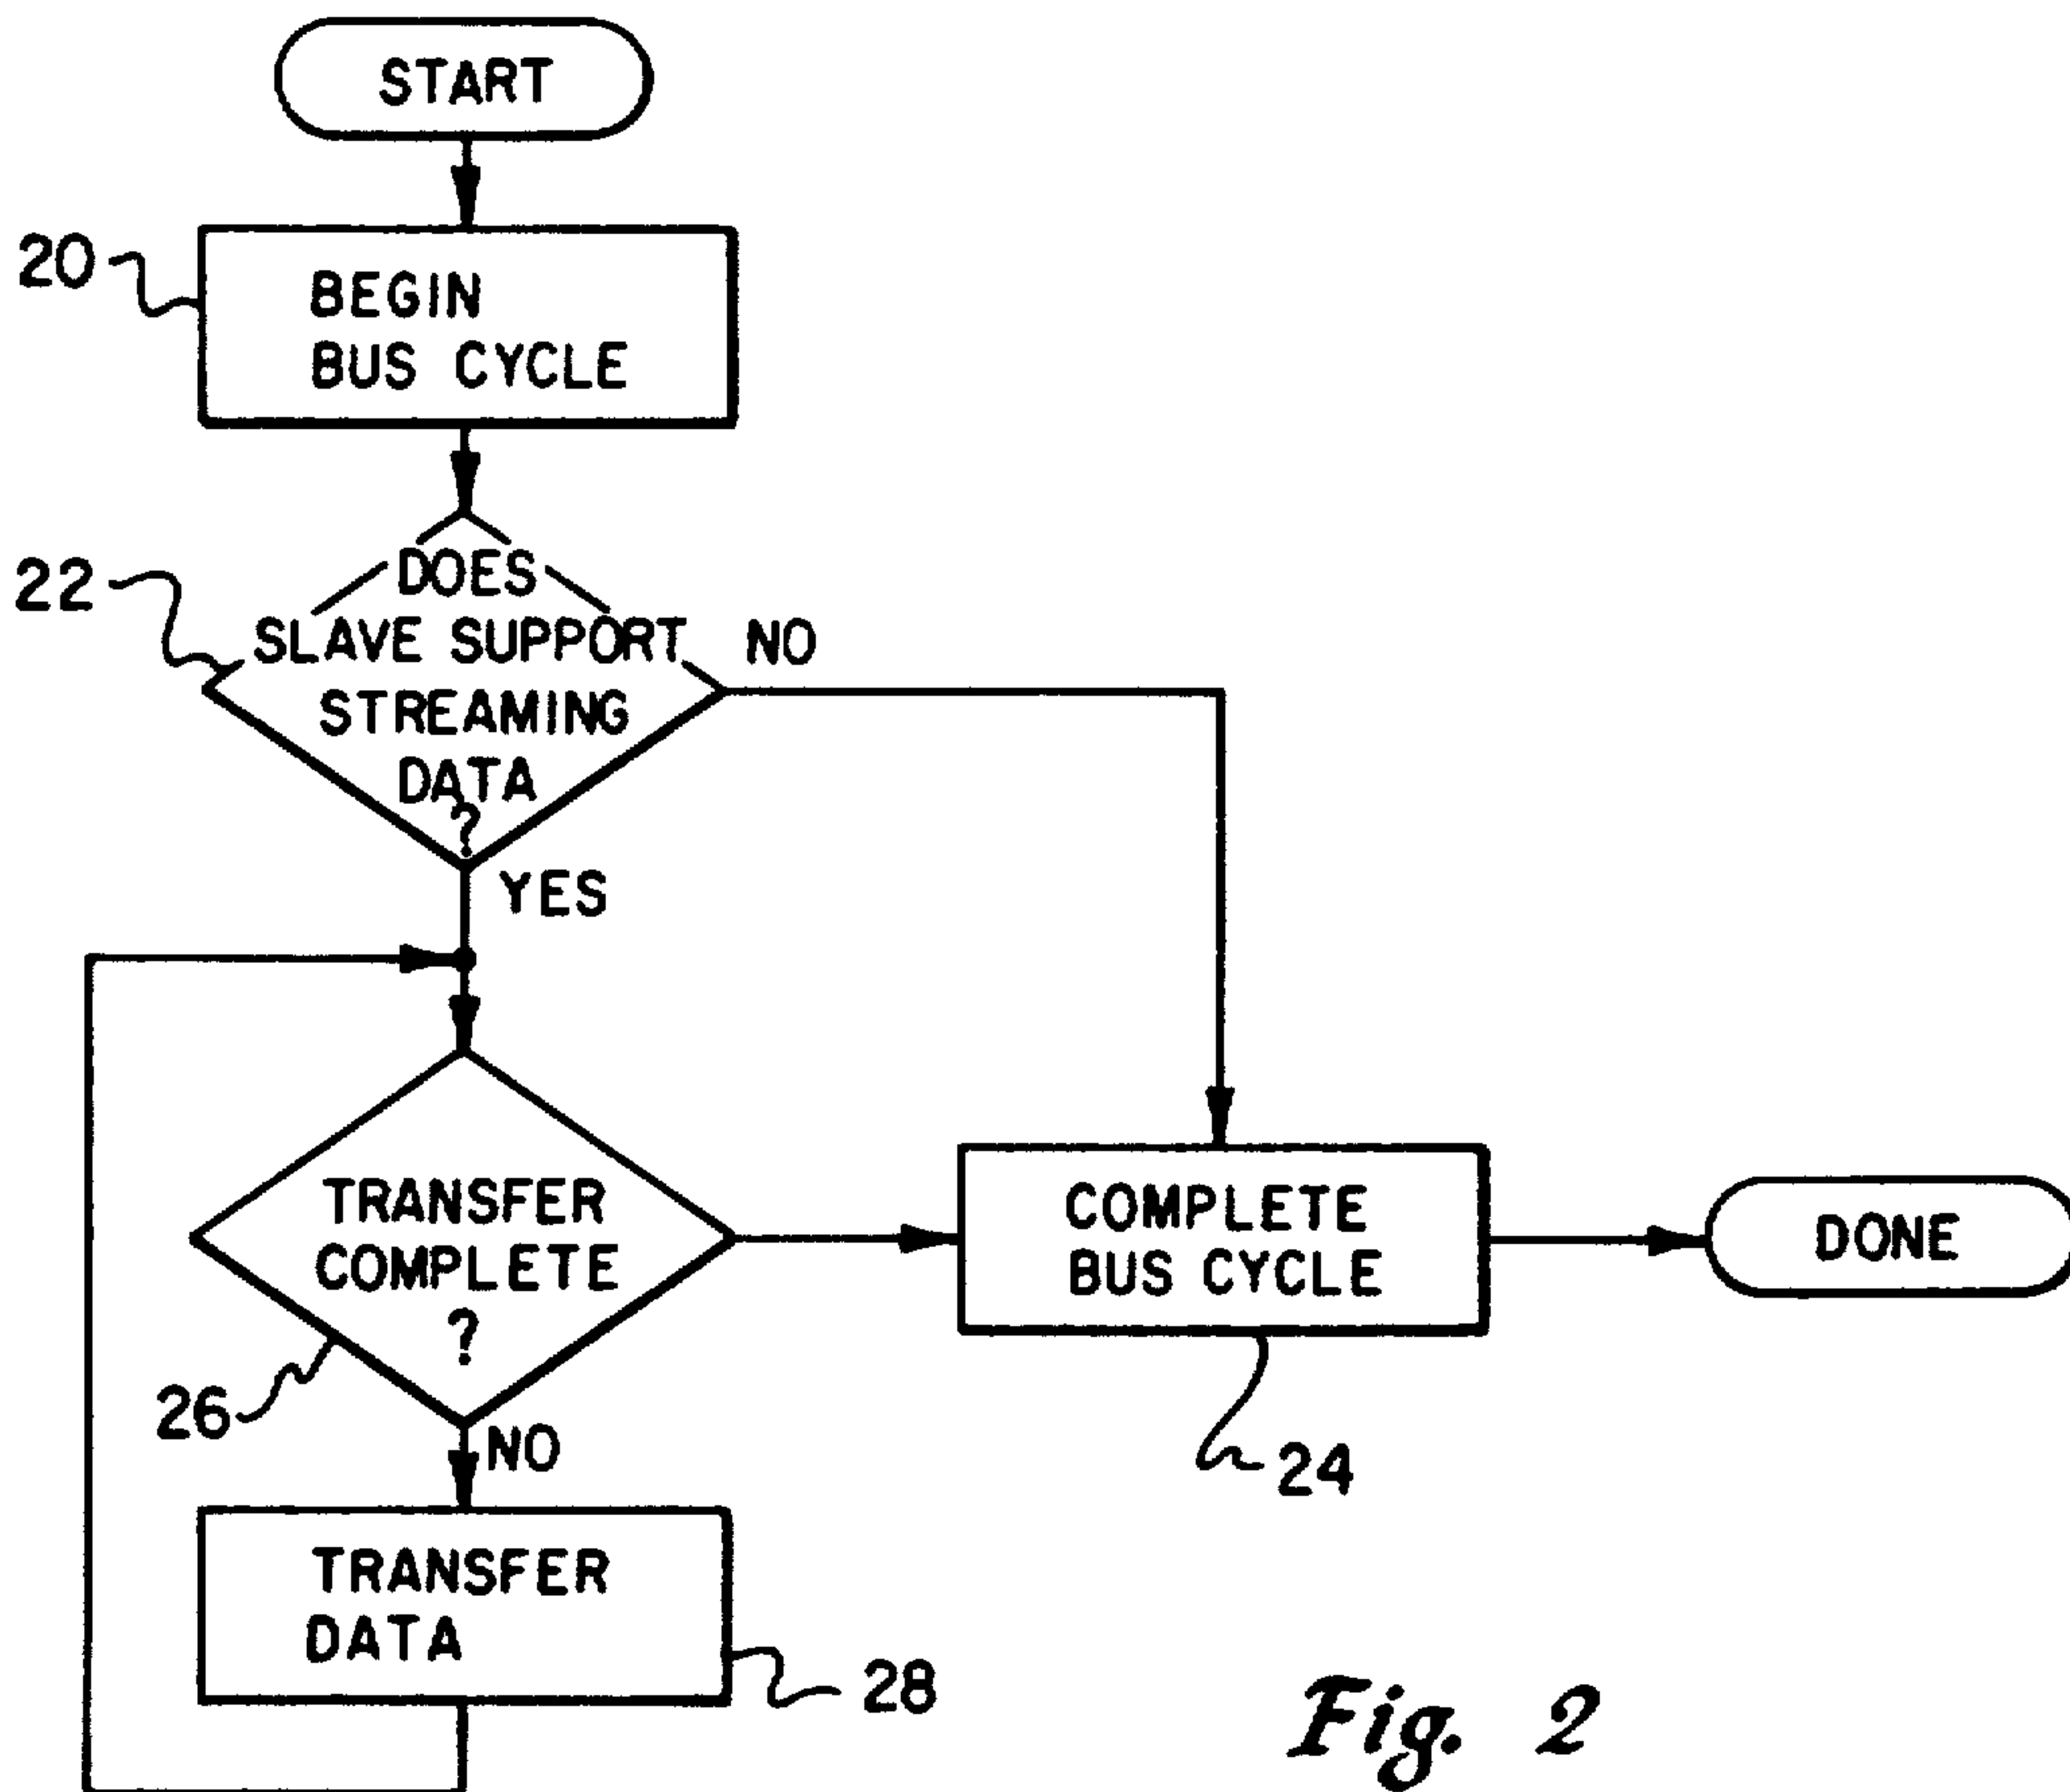 START
20
BEGIN
BUS CYCLE
22
DOES
SLAVE SUPPORT
STREAMING
DATA
?
NO
YES
TRANSFER
COMPLETE
?
26
NO
COMPLETE
BUS CYCLE
24
DONE
TRANSFER
DATA
28
Fig. 2